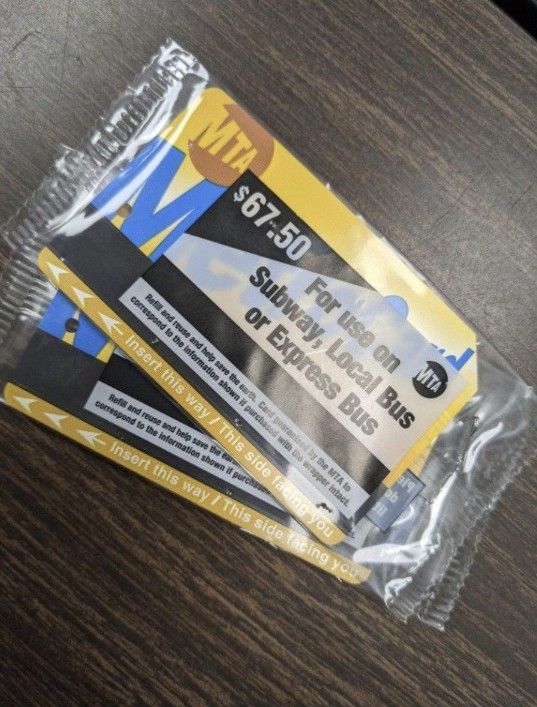 MTA
$67.50
For use on
Subway, Local Bus
or Express Bus
MTA
Refill and reuse and help save the earth. Card guaranteed by the MTA to
correspond to the information shown if purchased with the wrapper intact.
Insert this way / This side facing you
Refill and reuse and help save the
correspond to the information shown if
Insert this way / This side facing you